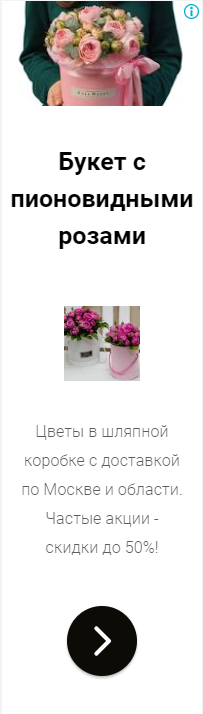 Букет с
пионовидными
розами
Цветы в шляпной
коробке с доставкой
по Москве и области.
Частые акции -
скидки до 50%!